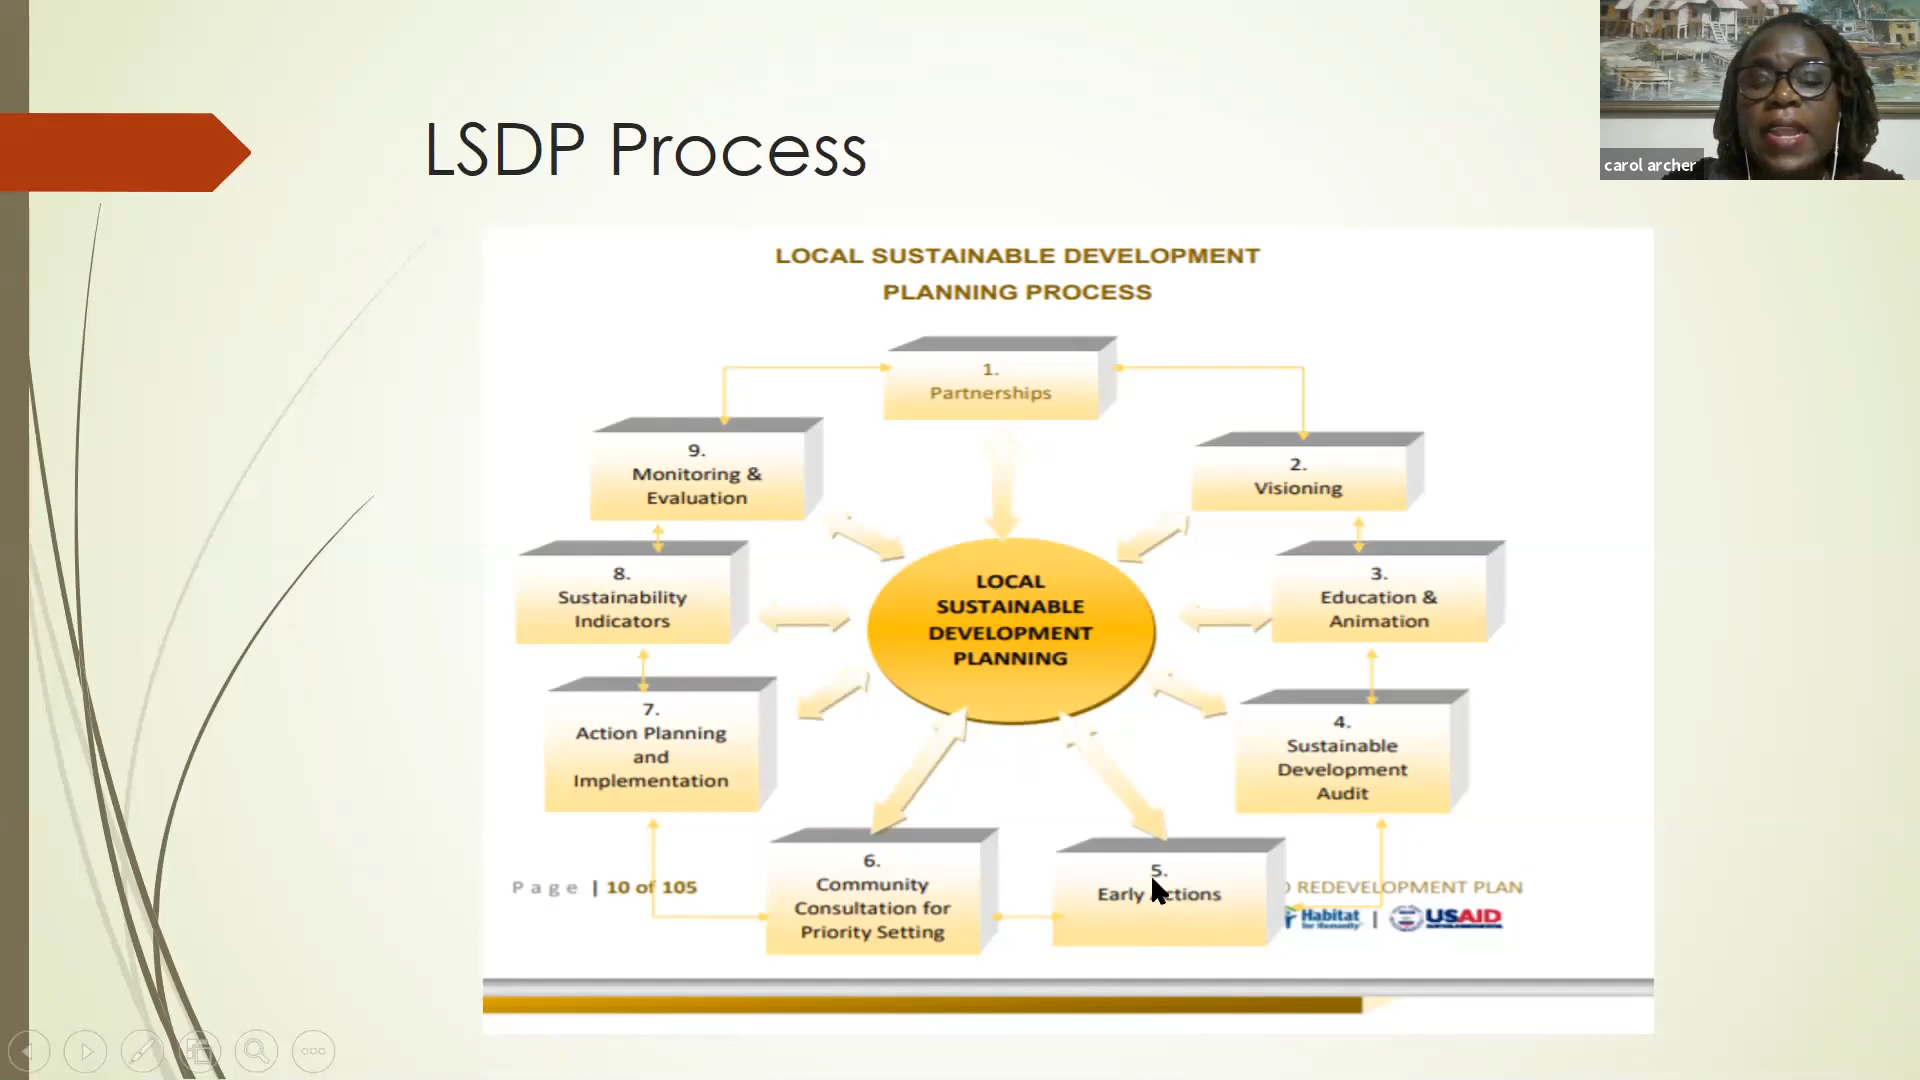 LSDP Process
carol archer
LOCAL SUSTAINABLE DEVELOPMENT
PLANNING PROCESS
1.
Partnerships
9.
Monitoring &
Evaluation
2.
Visioning
8.
Sustainability
Indicators
LOCAL
SUSTAINABLE
DEVELOPMENT
PLANNING
3.
Education &
Animation
7.
Action Planning
and
Implementation
4.
Sustainable
Development
Audit
6.
Community
Consultation for
Priority Setting
5.
Early
Page | 10 of 105
REDEVELOPMENT PLAN
Habitat
for Humanity
|
USAID